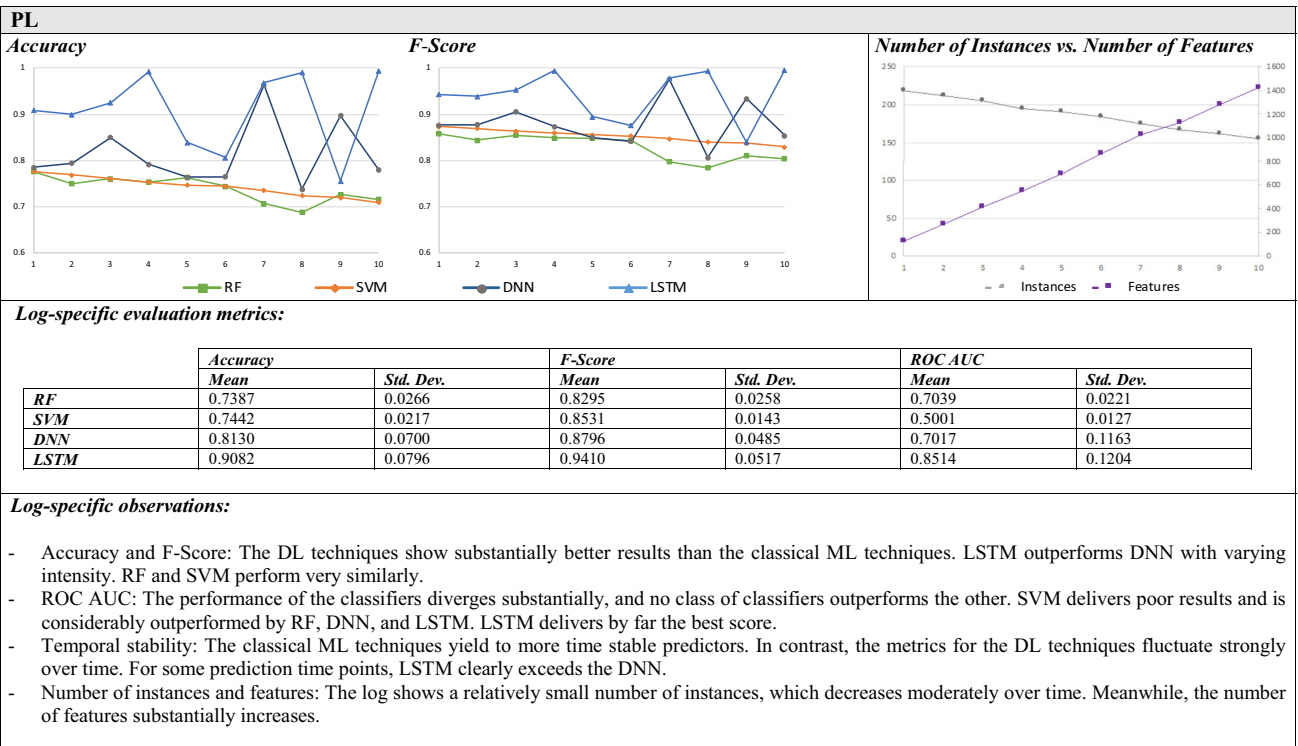 PL
Accuracy
F-Score
Number of Instances vs. Number of Features
1
0.9
0.8
0.7
0.6
1 2 3 4 5 6 7 8 9 10
1
0.9
0.8
0.7
0.6
1 2 3 4 5 6 7 8 9 10
RF SVM DNN LSTM
250
200
150
100
50
0
1600
1400
1200
1000
800
600
400
200
0
1 2 3 4 5 6 7 8 9 10
Instances Features
Log-specific evaluation metrics:
Accuracy F-Score ROC AUC
Mean Std. Dev. Mean Std. Dev. Mean Std. Dev.
RF 0.7387 0.0266 0.8295 0.0258 0.7039 0.0221
SVM 0.7442 0.0217 0.8531 0.0143 0.5001 0.0127
DNN 0.8130 0.0700 0.8796 0.0485 0.7017 0.1163
LSTM 0.9082 0.0796 0.9410 0.0517 0.8514 0.1204
Log-specific observations:
- Accuracy and F-Score: The DL techniques show substantially better results than the classical ML techniques. LSTM outperforms DNN with varying
intensity. RF and SVM perform very similarly.
- ROC AUC: The performance of the classifiers diverges substantially, and no class of classifiers outperforms the other. SVM delivers poor results and is
considerably outperformed by RF, DNN, and LSTM. LSTM delivers by far the best score.
- Temporal stability: The classical ML techniques yield to more time stable predictors. In contrast, the metrics for the DL techniques fluctuate strongly
over time. For some prediction time points, LSTM clearly exceeds the DNN.
- Number of instances and features: The log shows a relatively small number of instances, which decreases moderately over time. Meanwhile, the number
of features substantially increases.